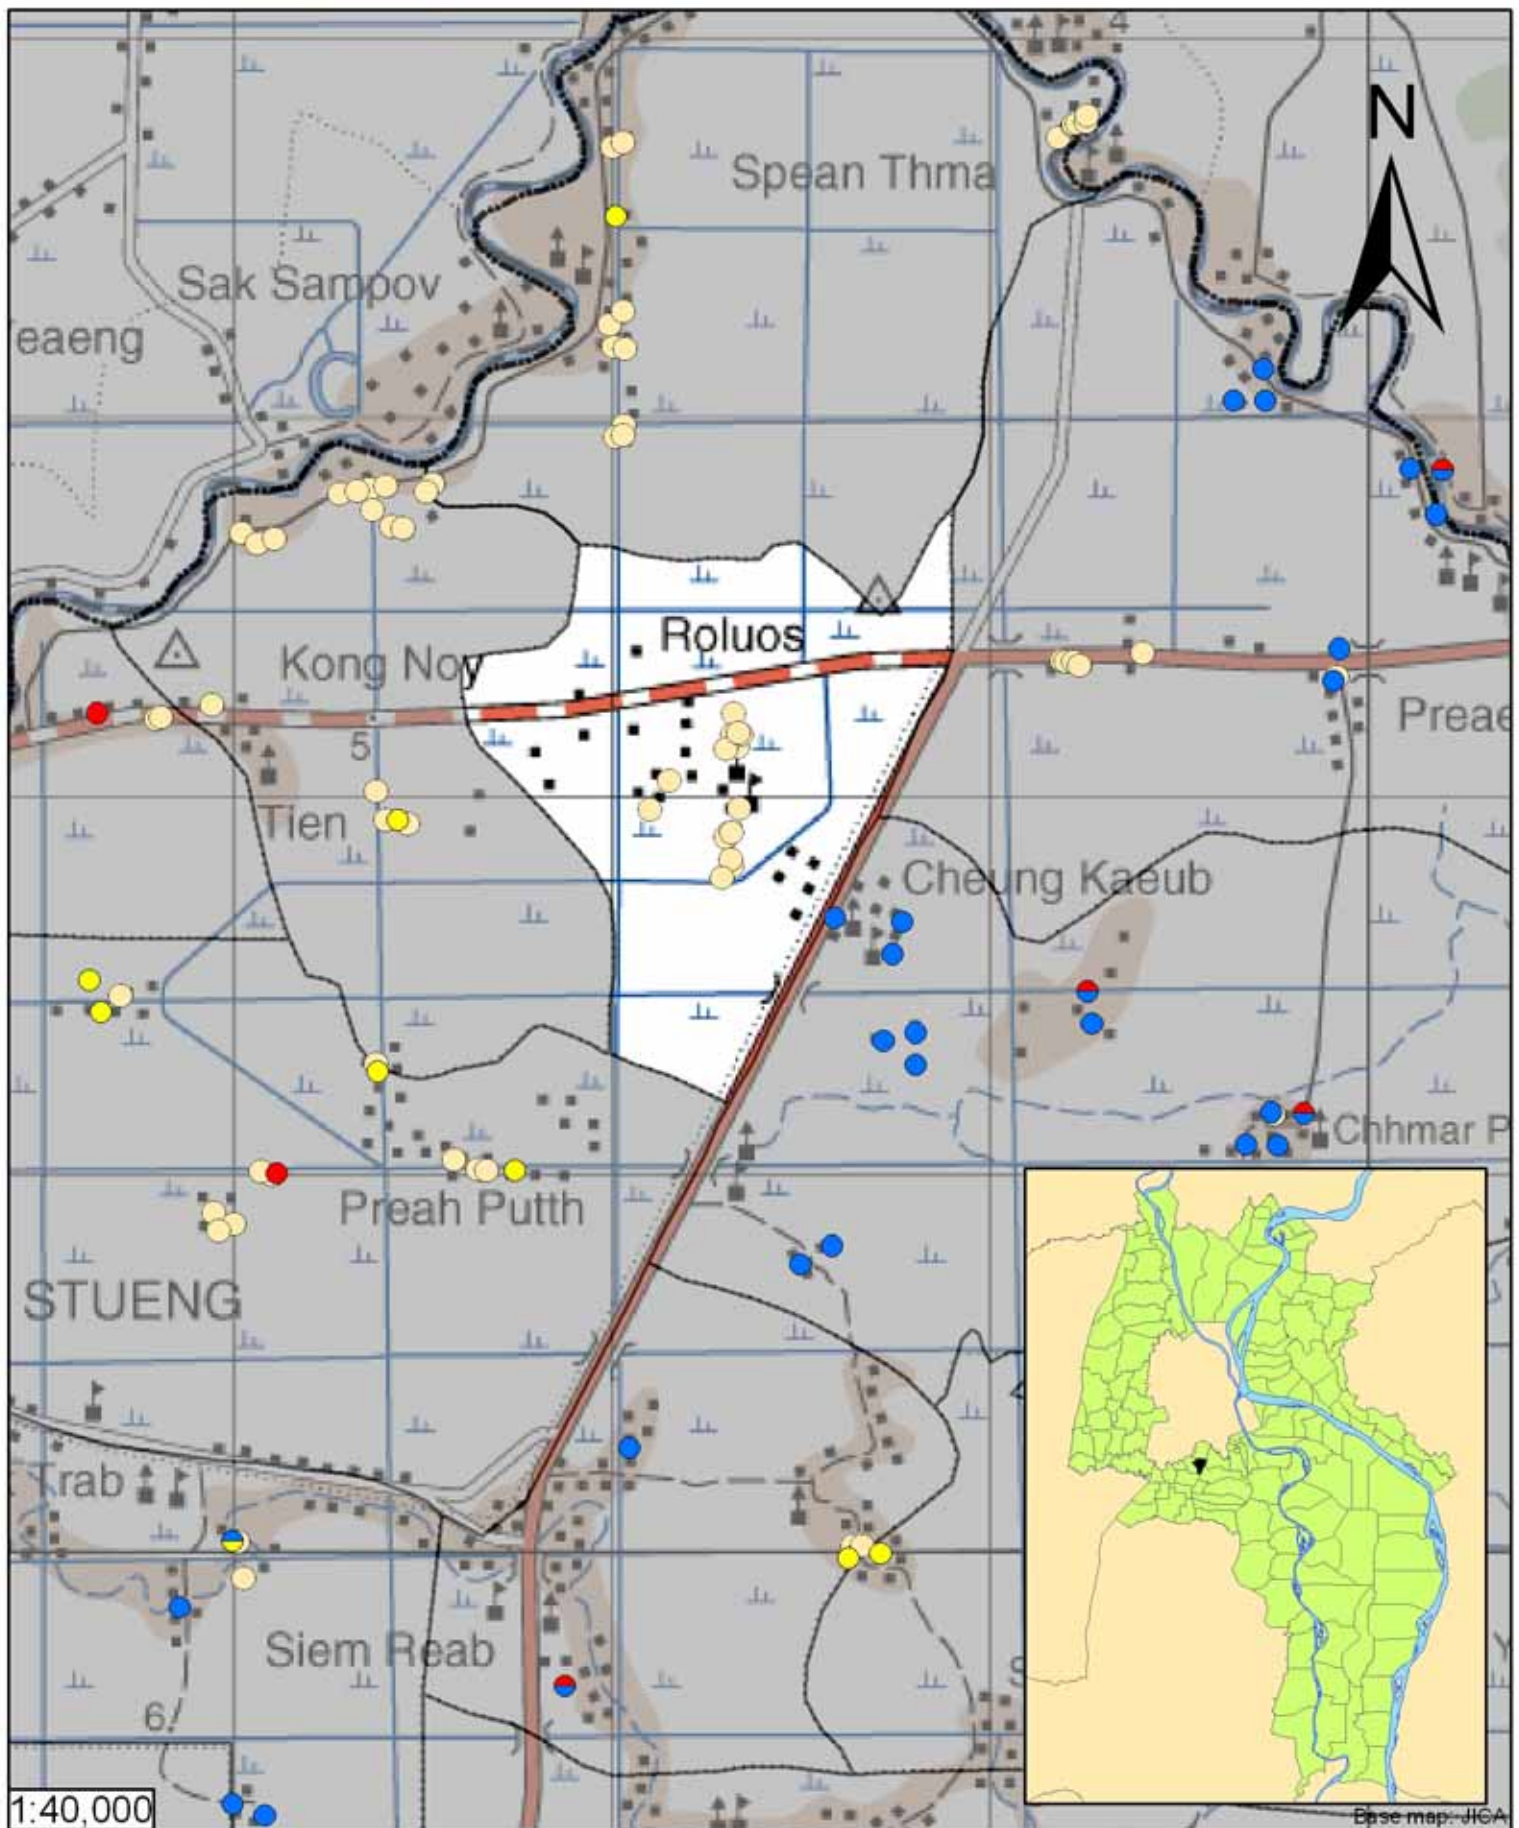 4
N
Spean Thma
Sak Sampov
eaeng
Roluos
Kong Noy
Preae
5
Tien
Cheung Kaeub
Chhmar P
Preah Putth
STUENG
Trab
Siem Reab
6
1:40,000
Base map: JICA